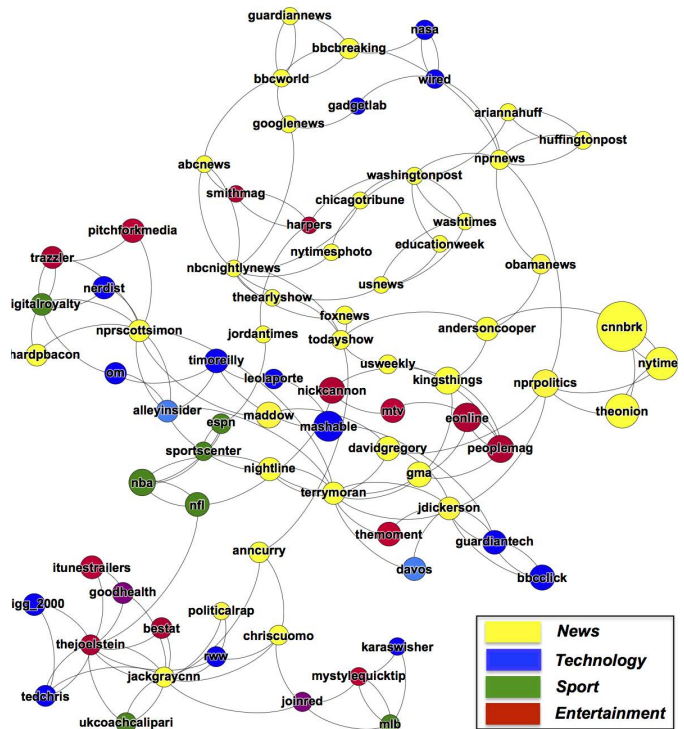 guardiannews
nasa
bbcbreaking
bbcworld
wired
gadgetlab
ariannahuff
googlenews
huffingtonpost
nprnews
abcnews
washingtonpost
smithmag
chicagotribune
harpers
washtimes
pitchforkmedia
educationweek
nytimesphoto
trazzler
obamanews
nbcnightlynews
usnews
nerdist
theearlyshow
igitalroyalty
foxnews
cnnbrk
nprscottsimon
jordantimes
andersoncooper
todayshow
hardpbacon
timoreilly
usweekly
nytime
om
leolaporte
kingsthings
nprpolitics
nickcannon
alleyinsider
mtv
theonion
maddow
eonline
espn
mashable
sportscenter
davidgregory
peoplemag
nightline
gma
nba
terrymoran
nfl
jdickerson
themoment
guardiantech
anncurry
davos
bbcclick
itunestrailers
goodhealth
igg_2000
politicalrap
bestat
chriscuomo
thejoelstein
karaswisher
rww
jackgraycnn
mystylequicktip
tedchris
joinred
ukcoachcalipari
mlb
News
Technology
Sport
Entertainment